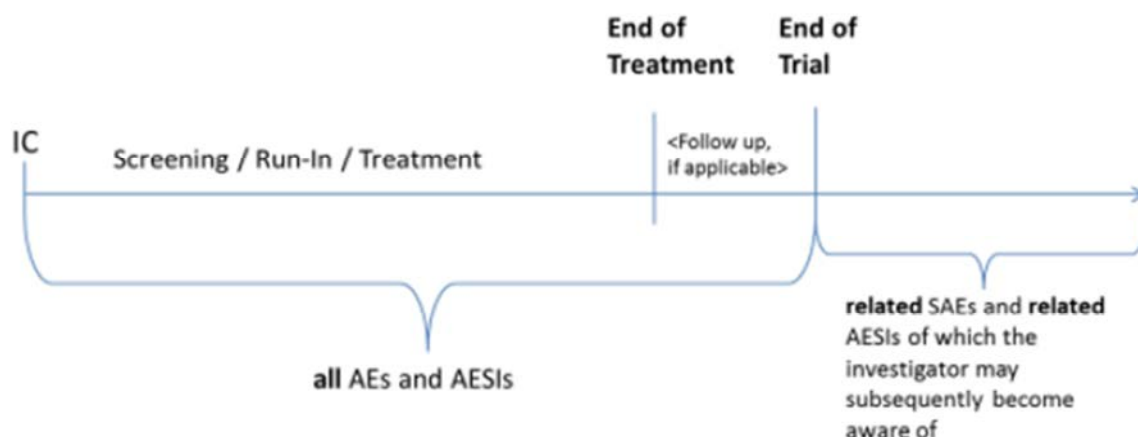 End of
Treatment
End of
Trial
IC
Screening / Run-In / Treatment
<Follow up,
if applicable>
all AEs and AESIs
related SAEs and related
AESIs of which the
investigator may
subsequently become
aware of